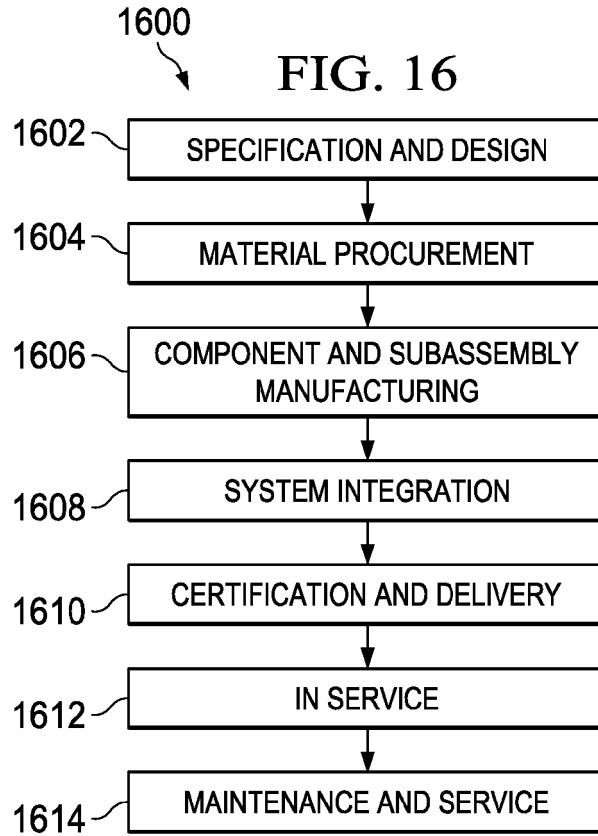 1600
FIG. 16
1602
SPECIFICATION AND DESIGN
1604
MATERIAL PROCUREMENT
1606
COMPONENT AND SUBASSEMBLY
MANUFACTURING
1608
SYSTEM INTEGRATION
1610
CERTIFICATION AND DELIVERY
1612
IN SERVICE
1614
MAINTENANCE AND SERVICE